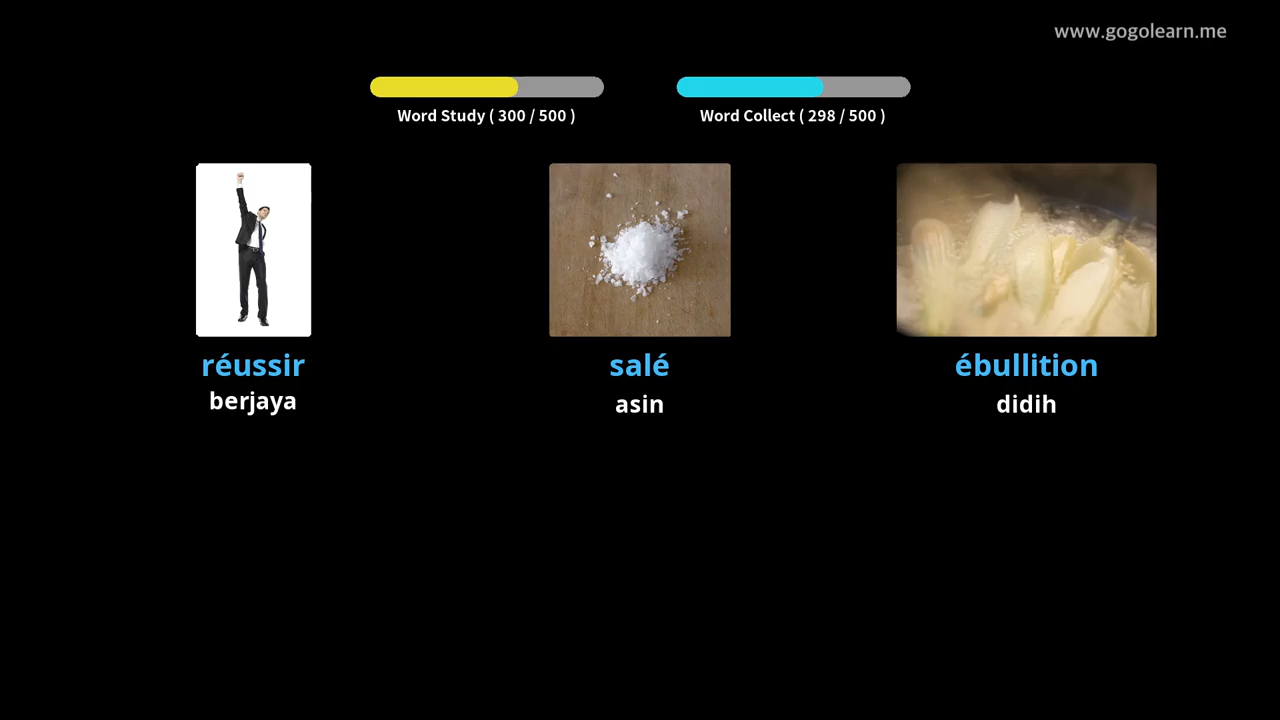 www.gogolearn.me
Word Study ( 300 / 500 )
Word Collect ( 298 / 500 )
réussir
berjaya
salé
asin
ébullition
didih